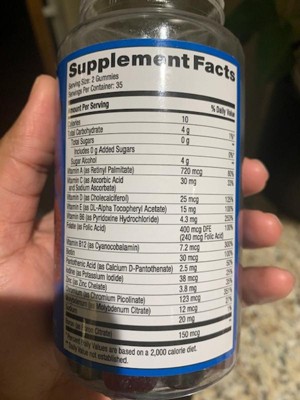 Supplement Facts
Serving Size: 2 Gummies
Servings Per Container: 35
Amount Per Serving % Daily Value
Calories 10
Total Carbohydrate 4 g 1%*
Total Sugars 0 g
Includes 0 g Added Sugars 0%*
Sugar Alcohol 4 g
Vitamin A (as Retinyl Palmitate) 720 mcg 80%
Vitamin C (as Ascorbic Acid 30 mg 33%
and Sodium Ascorbate)
Vitamin D (as Cholecalciferol) 25 mcg 125%
Vitamin E (as DL-Alpha Tocopheryl Acetate) 15 mg 100%
Vitamin B6 (as Pyridoxine Hydrochloride) 4.3 mg 253%
Folate (as Folic Acid) 400 mcg DFE 100%
(240 mcg Folic Acid)
Vitamin B12 (as Cyanocobalamin) 7.2 mcg 300%
Biotin 30 mcg 100%
Pantothenic Acid (as Calcium D-Pantothenate) 2.5 mg 50%
Iodine (as Potassium Iodide) 38 mcg 25%
Zinc (as Zinc Chelate) 3.8 mg
Chromium (as Chromium Picolinate) 123 mcg
Molybdenum Citrate) 12 mcg
20 mg
Citrate) 150 mcg
Daily Values are based on a 2,000 calorie diet.
Daily Value not established.